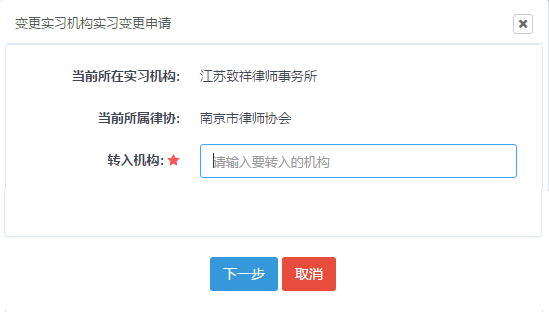 变更实习机构实习变更申请
当前所在实习机构: 江苏致祥律师事务所
当前所属律协: 南京市律师协会
转入机构: ★ 请输入要转入的机构
下一步 取消